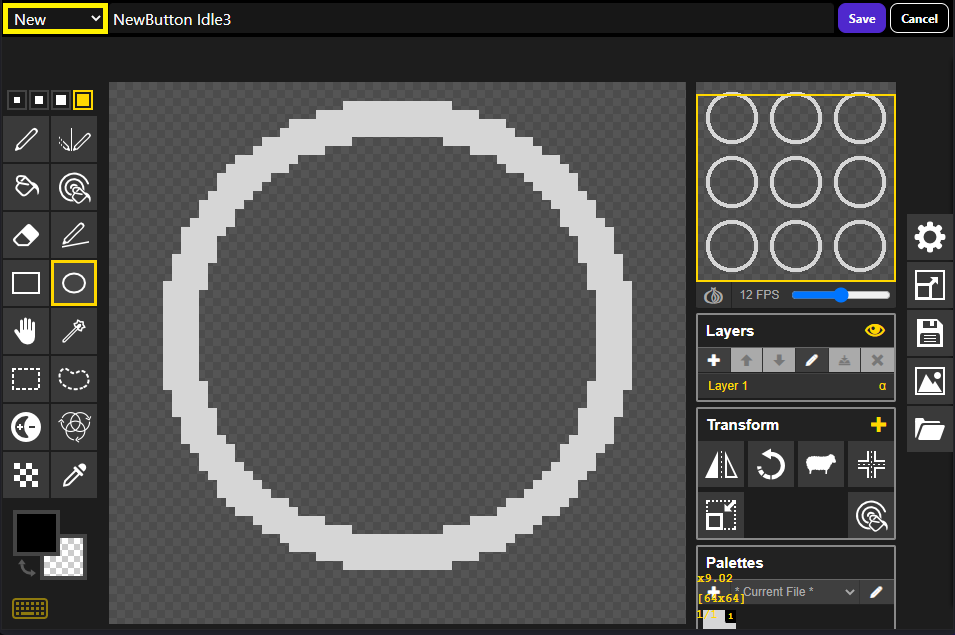 New
NewButton Idle3
Save
Cancel
12 FPS
Layers
Layer 1
α
Transform
Palettes
x9.02
* Current File *
[64x64]
1